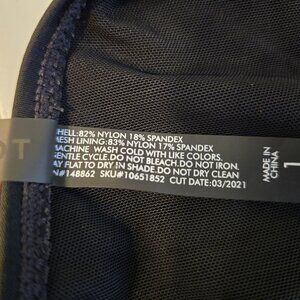 SHELL:82% NYLON 18% SPANDEX
MESH LINING:83% NYLON 17% SPANDEX
MACHINE WASH COLD WITH LIKE COLORS.
GENTLE CYCLE.DO NOT BLEACH.DO NOT IRON.
LAY FLAT TO DRY IN SHADE.DO NOT DRY CLEAN
RN#148862 SKU#10651852 CUT DATE:03/2021
MADE IN
CHINA